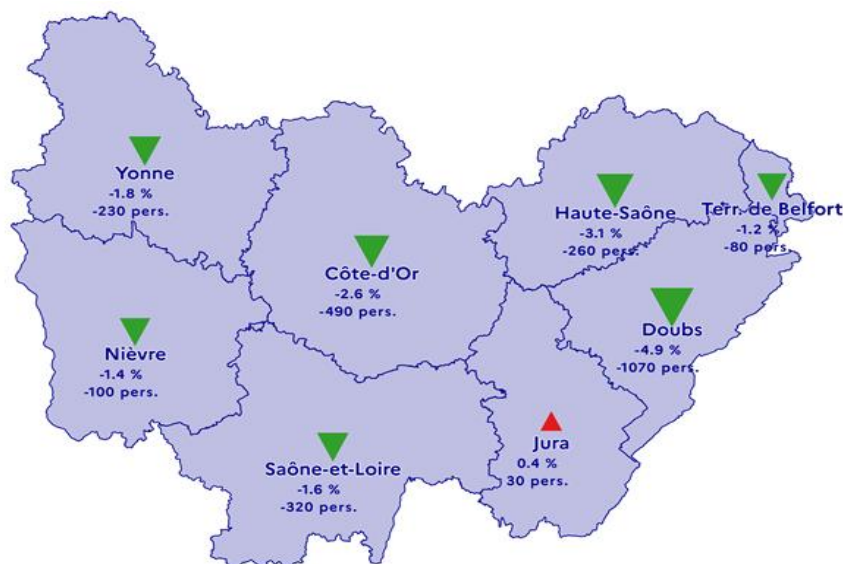 Yonne
-1.8 %
-230 pers.
Haute-Saône
-3.1 %
-260 pers.
Terr. de Belfort
-1.2 %
-80 pers.
Côte-d'Or
-2.6 %
-490 pers.
Doubs
-4.9 %
-1070 pers.
Nièvre
-1.4 %
-100 pers.
Saône-et-Loire
-1.6 %
-320 pers.
Jura
0.4 %
30 pers.